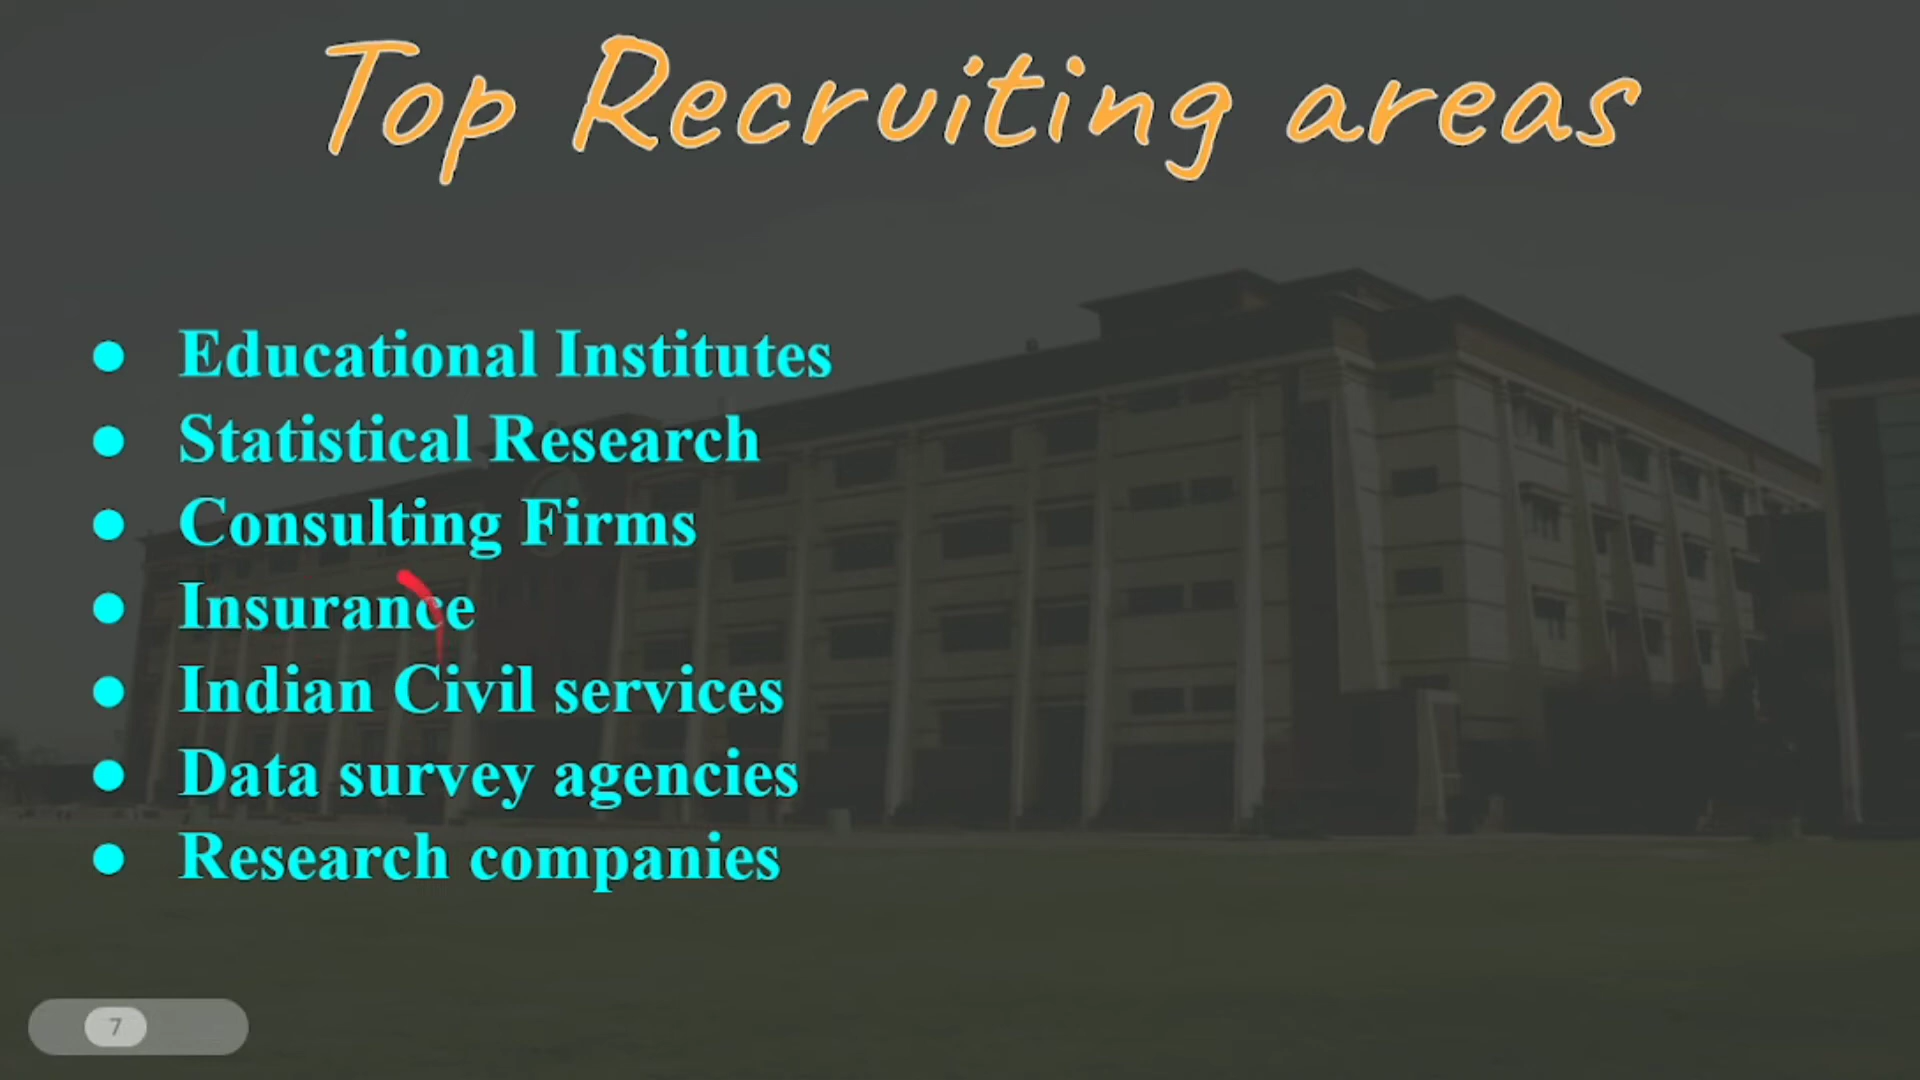 Top Recruiting areas
● Educational Institutes
● Statistical Research
● Consulting Firms
● Insurance
● Indian Civil services
● Data survey agencies
● Research companies
7